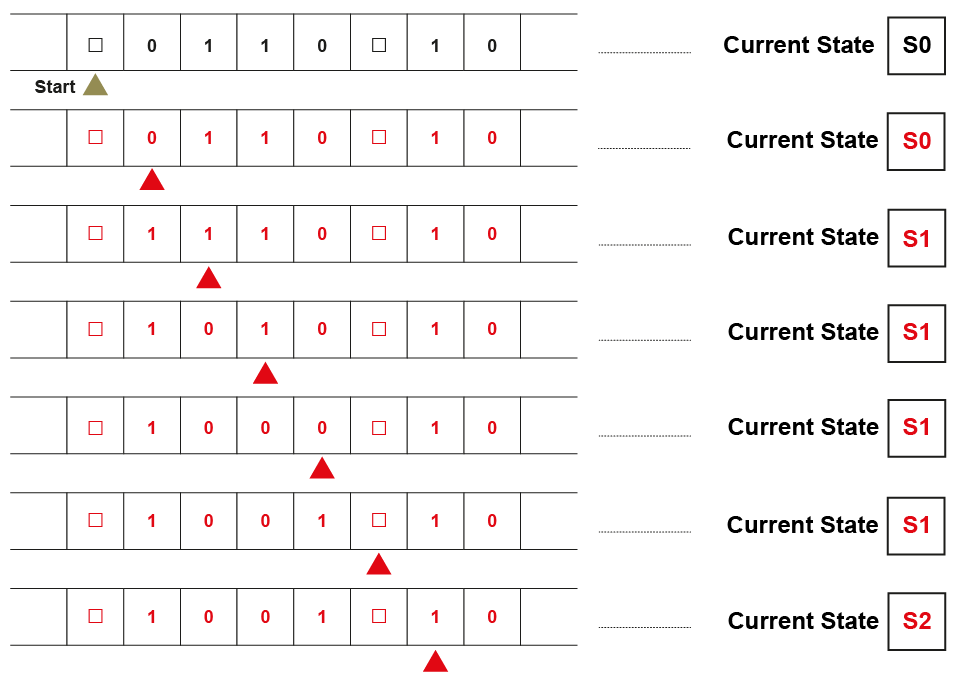 □ 0 1 1 0 □ 1 0 Current State S0
Start
□ 0 1 1 0 □ 1 0 Current State S0
□ 1 1 1 0 □ 1 0 Current State S1
□ 1 0 1 0 □ 1 0 Current State S1
□ 1 0 0 0 □ 1 0 Current State S1
□ 1 0 0 1 □ 1 0 Current State S1
□ 1 0 0 1 □ 1 0 Current State S2